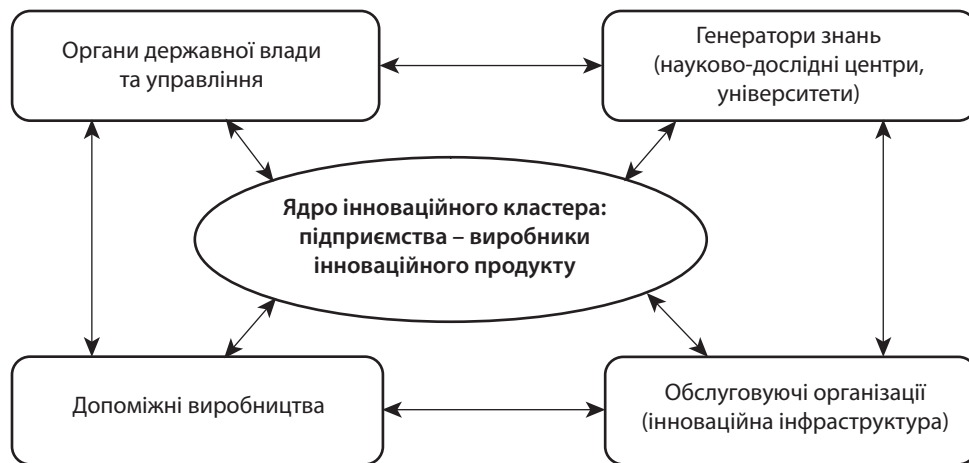 Органи державної влади
та управління
Генератори знань
(науково-дослідні центри,
університети)
Ядро інноваційного кластера:
підприємства – виробники
інноваційного продукту
Допоміжні виробництва
Обслуговуючі організації
(інноваційна інфраструктура)